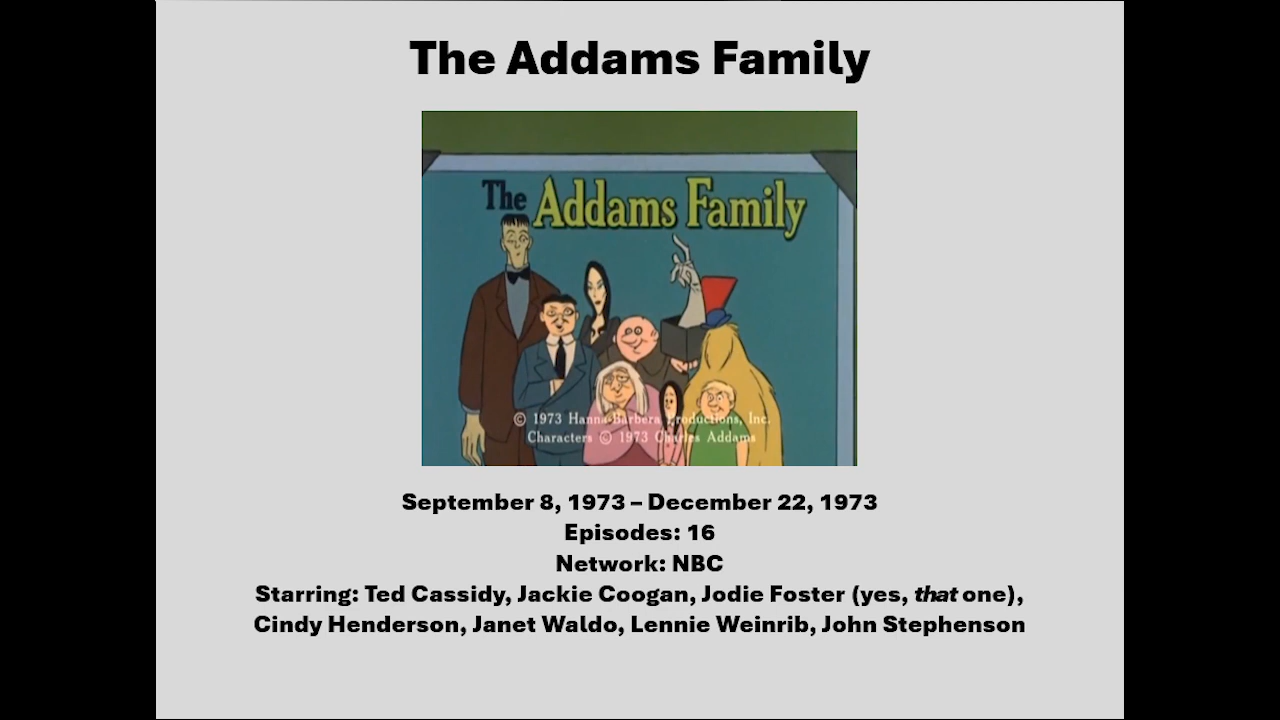 The Addams Family
The Addams Family
© 1973 Hanna-Barbera Productions, Inc.
Characters © 1973 Charles Addams
September 8, 1973 – December 22, 1973
Episodes: 16
Network: NBC
Starring: Ted Cassidy, Jackie Coogan, Jodie Foster (yes, that one),
Cindy Henderson, Janet Waldo, Lennie Weinrib, John Stephenson